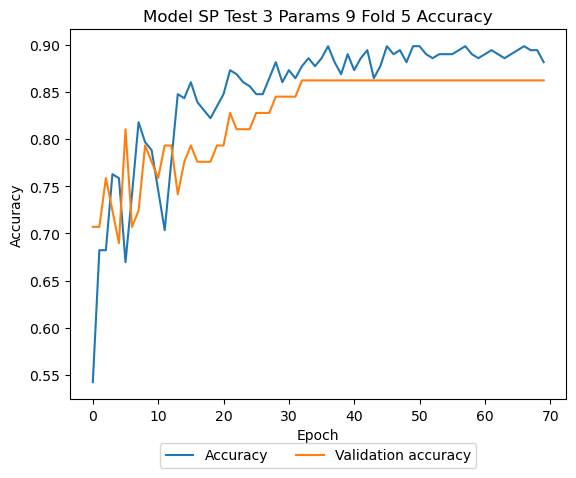 Model SP Test 3 Params 9 Fold 5 Accuracy
Accuracy
0.90
0.85
0.80
0.75
0.70
0.65
0.60
0.55
0 10 20 30 40 50 60 70
Epoch
Accuracy Validation accuracy